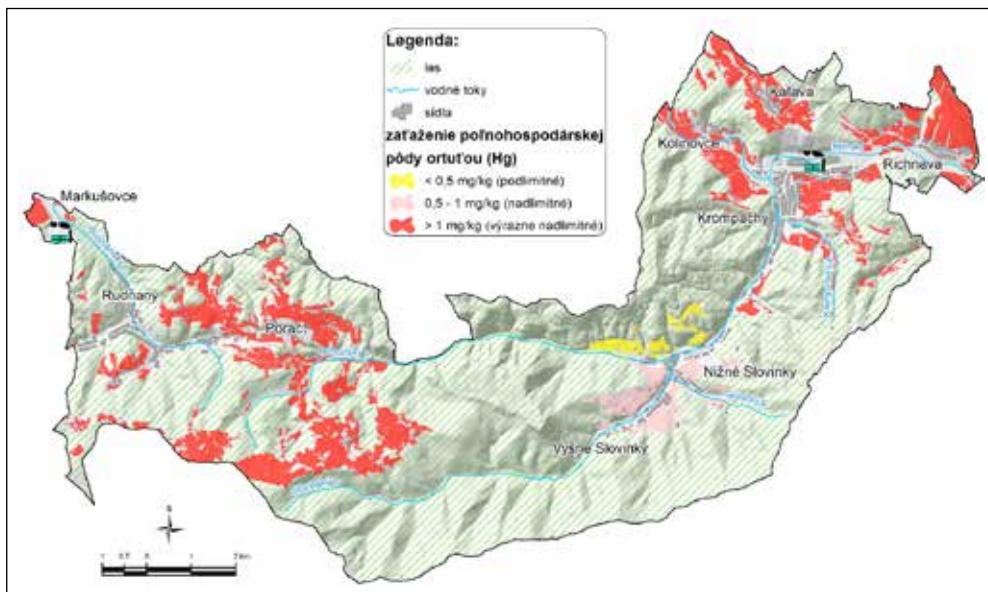 Legenda:
les
vodné toky
sídla
zaťaženie poľnohospodárskej
pôdy ortuťou (Hg)
< 0,5 mg/kg (podlimitné)
0,5 - 1 mg/kg (nadlimitné)
> 1 mg/kg (výrazne nadlimitné)
Kaľava
Kolinovce
Richnava
Markušovce
Krompachy
Rudňany
Poráč
Nižné Slovinky
Vyšné Slovinky